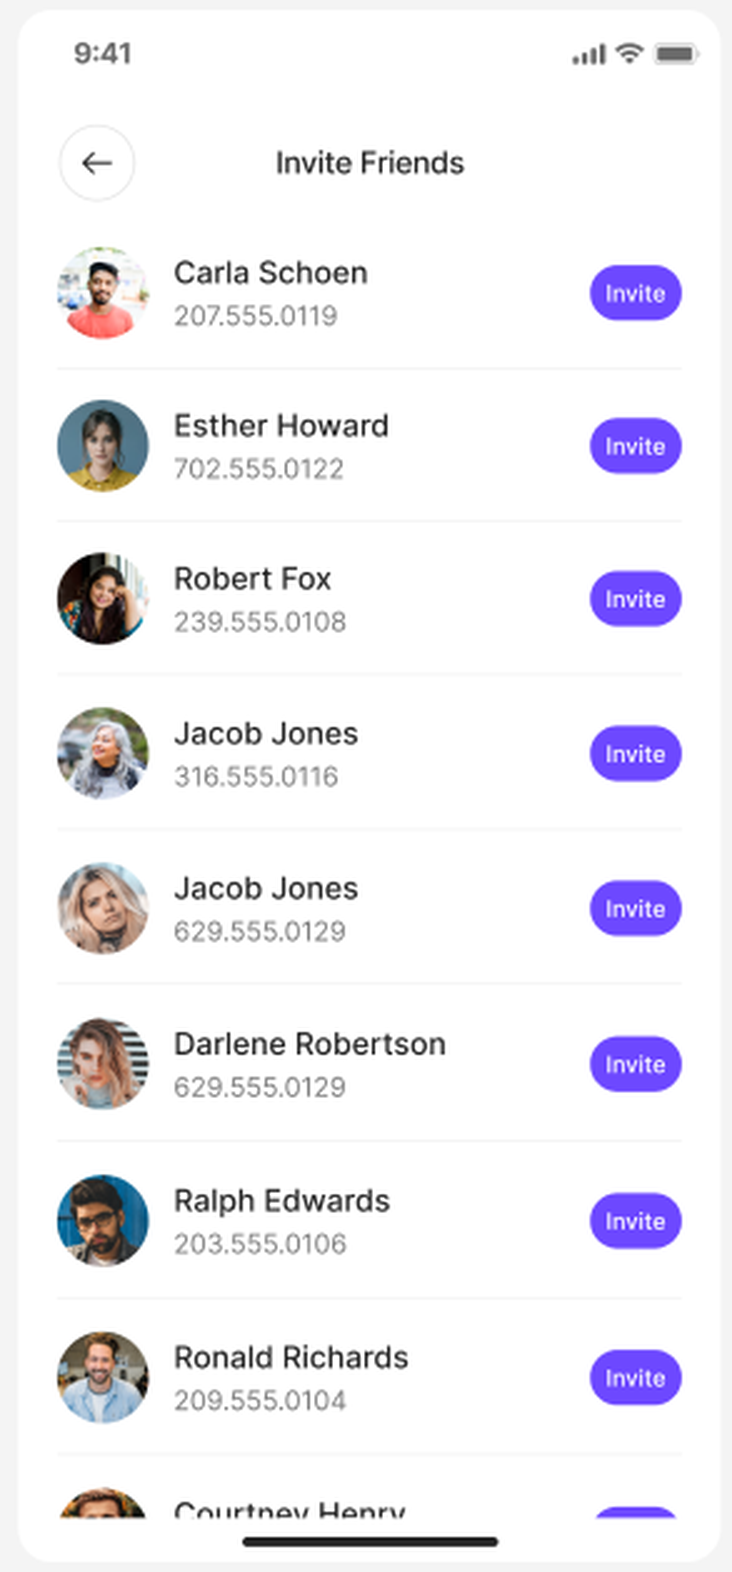 9:41
Invite Friends
Carla Schoen
207.555.0119
Invite
Esther Howard
702.555.0122
Invite
Robert Fox
239.555.0108
Invite
Jacob Jones
316.555.0116
Invite
Jacob Jones
629.555.0129
Invite
Darlene Robertson
629.555.0129
Invite
Ralph Edwards
203.555.0106
Invite
Ronald Richards
209.555.0104
Invite
Courtney Henry